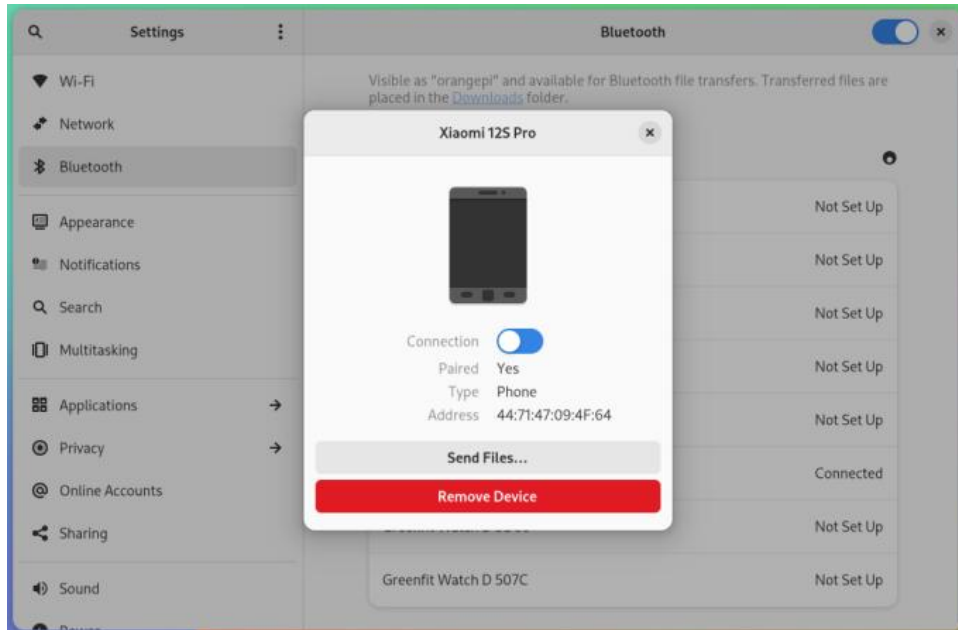 Settings
Bluetooth
Wi-Fi
Visible as "orangepi" and available for Bluetooth file transfers. Transferred files are
placed in the Downloads folder.
Network
Bluetooth
Appearance
Notifications
Search
Multitasking
Applications
Privacy
Online Accounts
Sharing
Sound
Xiaomi 12S Pro
Connection
Paired Yes
Type Phone
Address 44:71:47:09:4F:64
Send Files...
Remove Device
Not Set Up
Not Set Up
Not Set Up
Not Set Up
Not Set Up
Connected
Not Set Up
Greenfit Watch D 507C Not Set Up